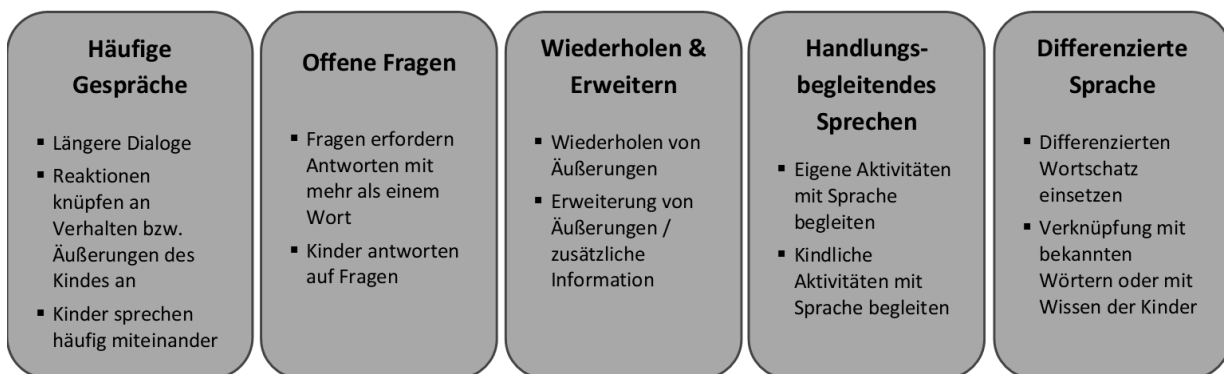 Häufige
Gespräche
▪ Längere Dialoge
▪ Reaktionen
knüpfen an
Verhalten bzw.
Äußerungen des
Kindes an
▪ Kinder sprechen
häufig miteinander
Offene Fragen
▪ Fragen erfordern
Antworten mit
mehr als einem
Wort
▪ Kinder antworten
auf Fragen
Wiederholen &
Erweitern
▪ Wiederholen von
Äußerungen
▪ Erweiterung von
Äußerungen /
zusätzliche
Information
Handlungs-
begleitendes
Sprechen
▪ Eigene Aktivitäten
mit Sprache
begleiten
▪ Kindliche
Aktivitäten mit
Sprache begleiten
Differenzierte
Sprache
▪ Differenzierten
Wortschatz
einsetzen
▪ Verknüpfung mit
bekannten
Wörtern oder mit
Wissen der Kinder